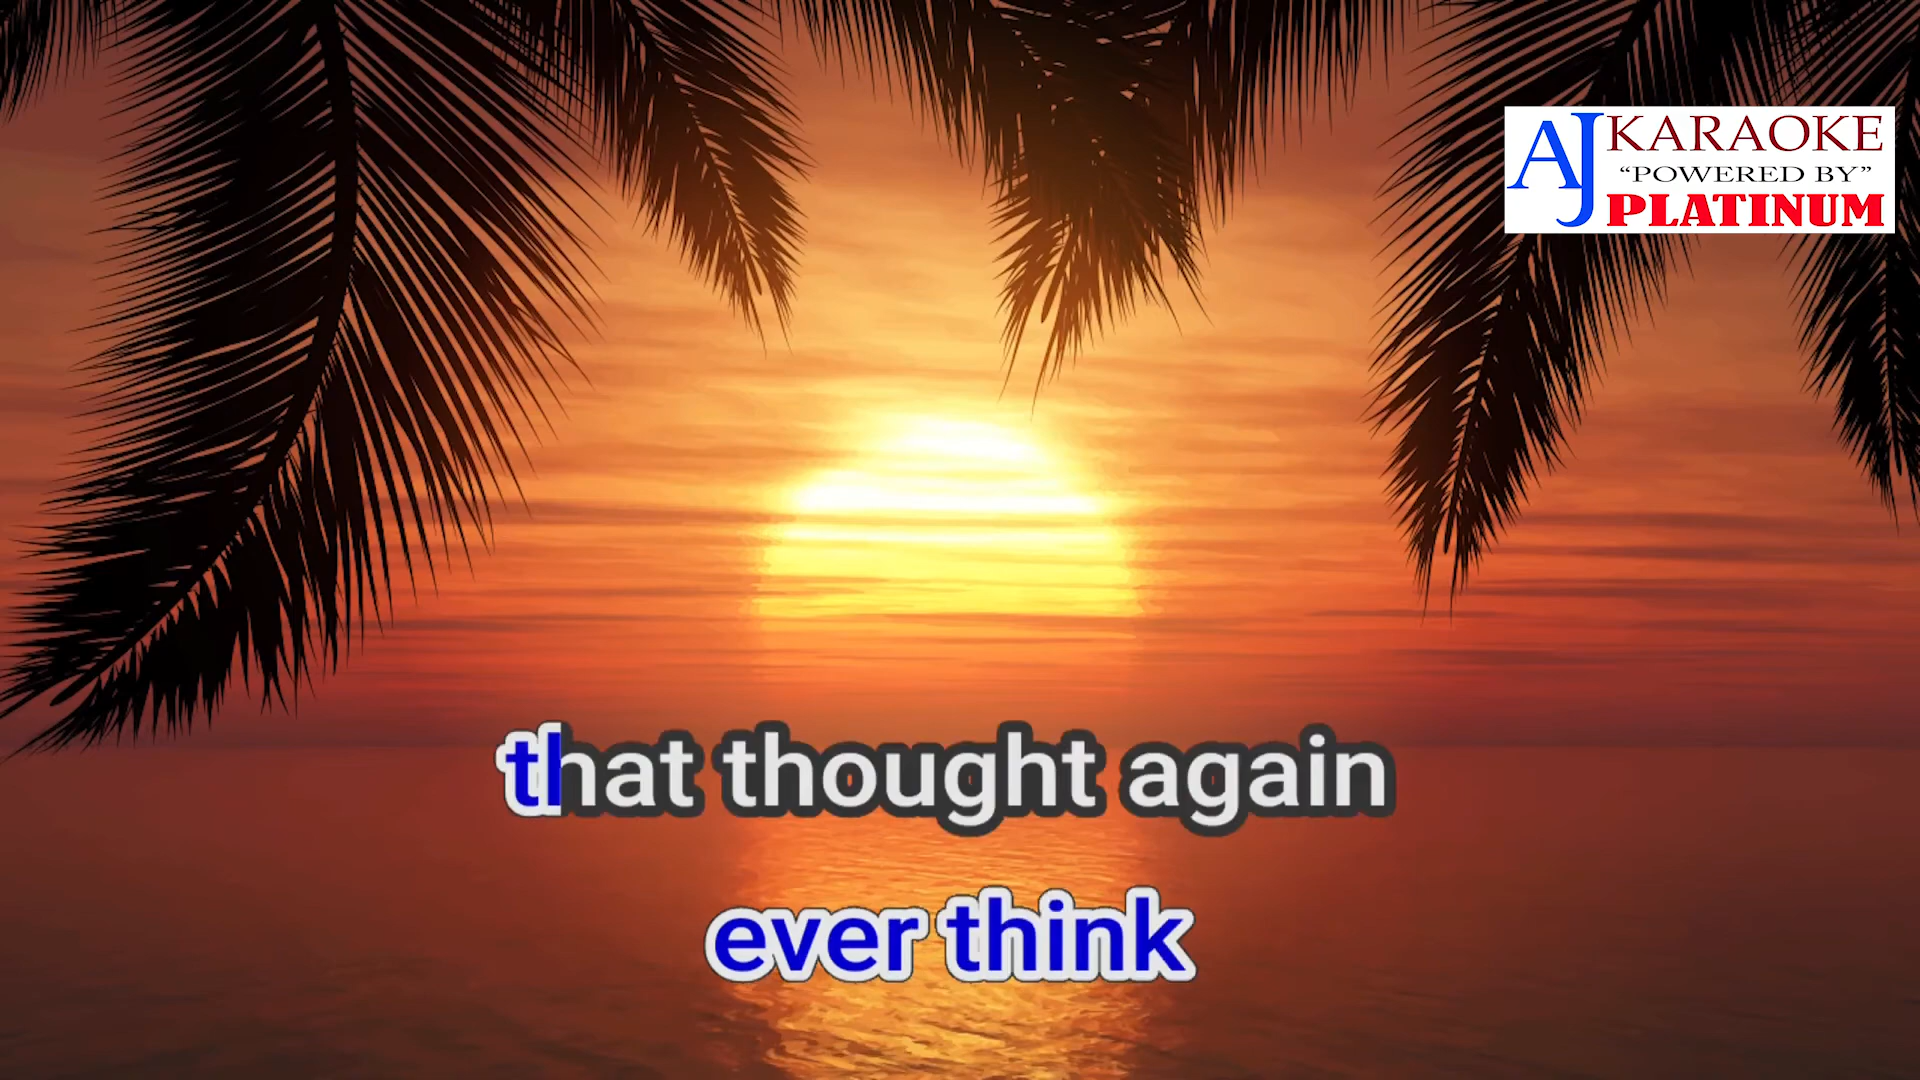 AJ KARAOKE
“POWERED BY”
PLATINUM
that thought again
ever think